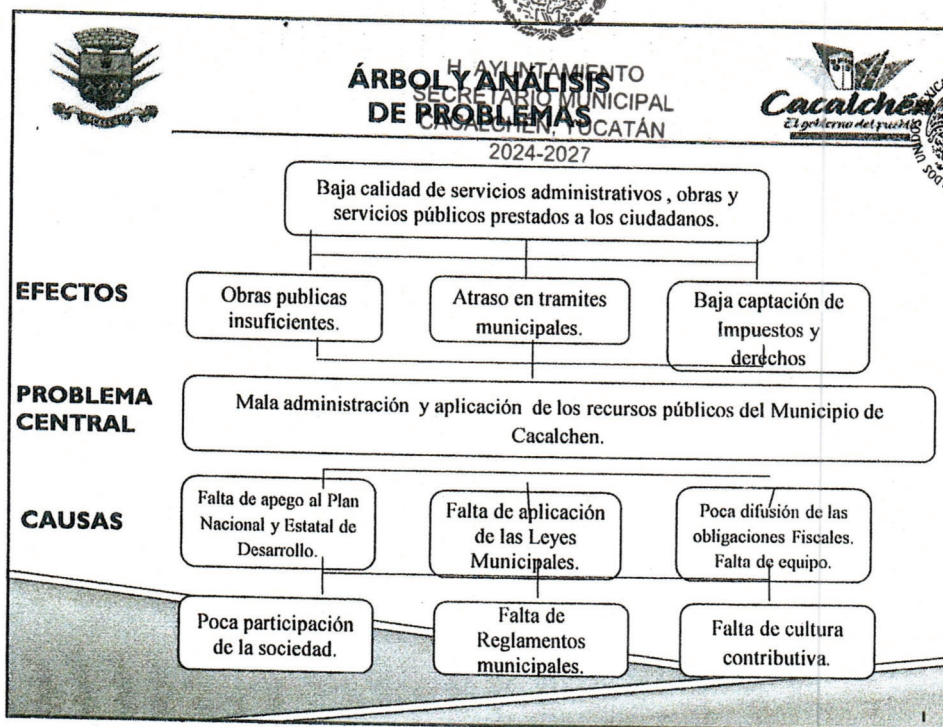 H. AYUNTAMIENTO
ÁRBOL Y ANÁLISIS
SECRETARIO MUNICIPAL
DE PROBLEMAS
CACALCHEN, YUCATÁN
2024-2027
Cacalchén
El gobierno del pueblo
UNIDOS
Baja calidad de servicios administrativos , obras y
servicios públicos prestados a los ciudadanos.
EFECTOS
Obras publicas
insuficientes.
Atraso en tramites
municipales.
Baja captación de
Impuestos y
derechos
PROBLEMA
CENTRAL
Mala administración y aplicación de los recursos públicos del Municipio de
Cacalchen.
CAUSAS
Falta de apego al Plan
Nacional y Estatal de
Desarrollo.
Falta de aplicación
de las Leyes
Municipales.
Poca difusión de las
obligaciones Fiscales.
Falta de equipo.
Poca participación
de la sociedad.
Falta de
Reglamentos
municipales.
Falta de cultura
contributiva.
1